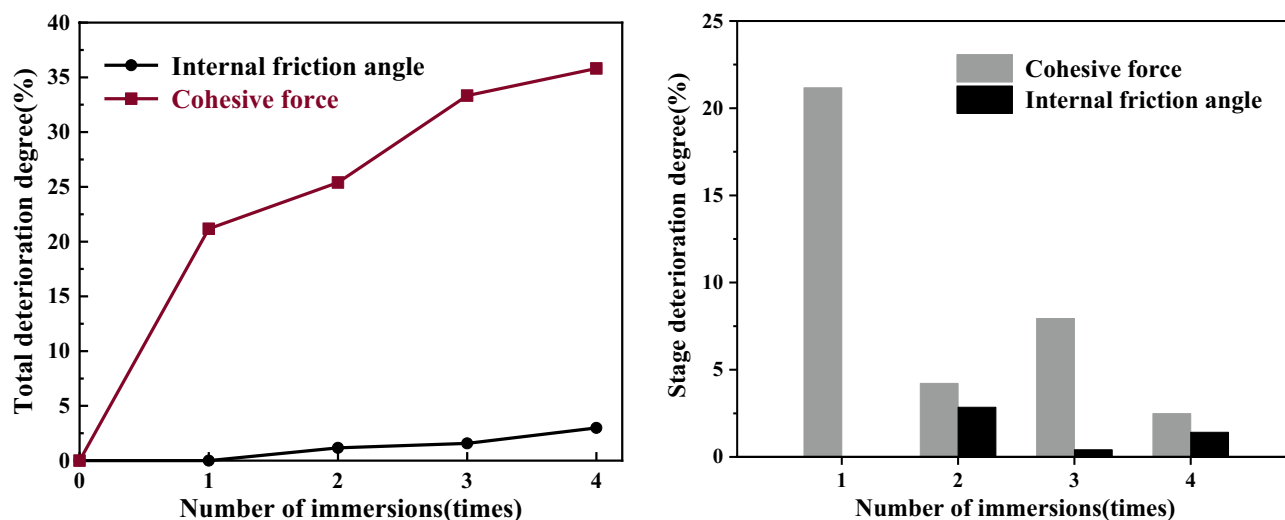 40
35
30
25
20
15
10
5
0
Total deterioration degree(%)
Internal friction angle
Cohesive force
0 1 2 3 4
Number of immersions(times)
25
20
15
10
5
0
Stage deterioration degree(%)
Cohesive force
Internal friction angle
1 2 3 4
Number of immersions(times)